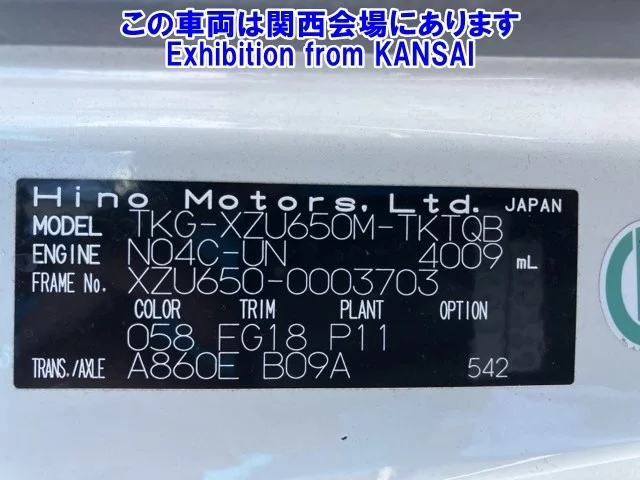 この車両は関西会場にあります
Exhibition from KANSAI
Hino Motors, Ltd. JAPAN
MODEL TKG-XZU650M-TKTQB
ENGINE N04C-UN 4009 mL
FRAME No. XZU650-0003703
COLOR TRIM PLANT OPTION
058 FG18 P11
TRANS./AXLE A860E B09A 542